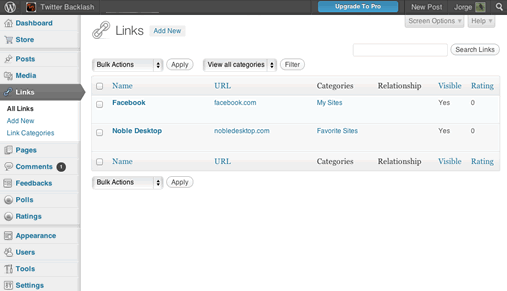 Twitter Backlash
Upgrade To Pro
New Post
Jorge
Dashboard
Store
Posts
Media
Links
All Links
Add New
Link Categories
Pages
Comments 1
Feedbacks
Polls
Ratings
Appearance
Users
Tools
Settings
Screen Options
Help
Links Add New
Search Links
Bulk Actions Apply View all categories Filter
Name URL Categories Relationship Visible Rating
Facebook facebook.com My Sites Yes 0
Noble Desktop nobledesktop.com Favorite Sites Yes 0
Name URL Categories Relationship Visible Rating
Bulk Actions Apply